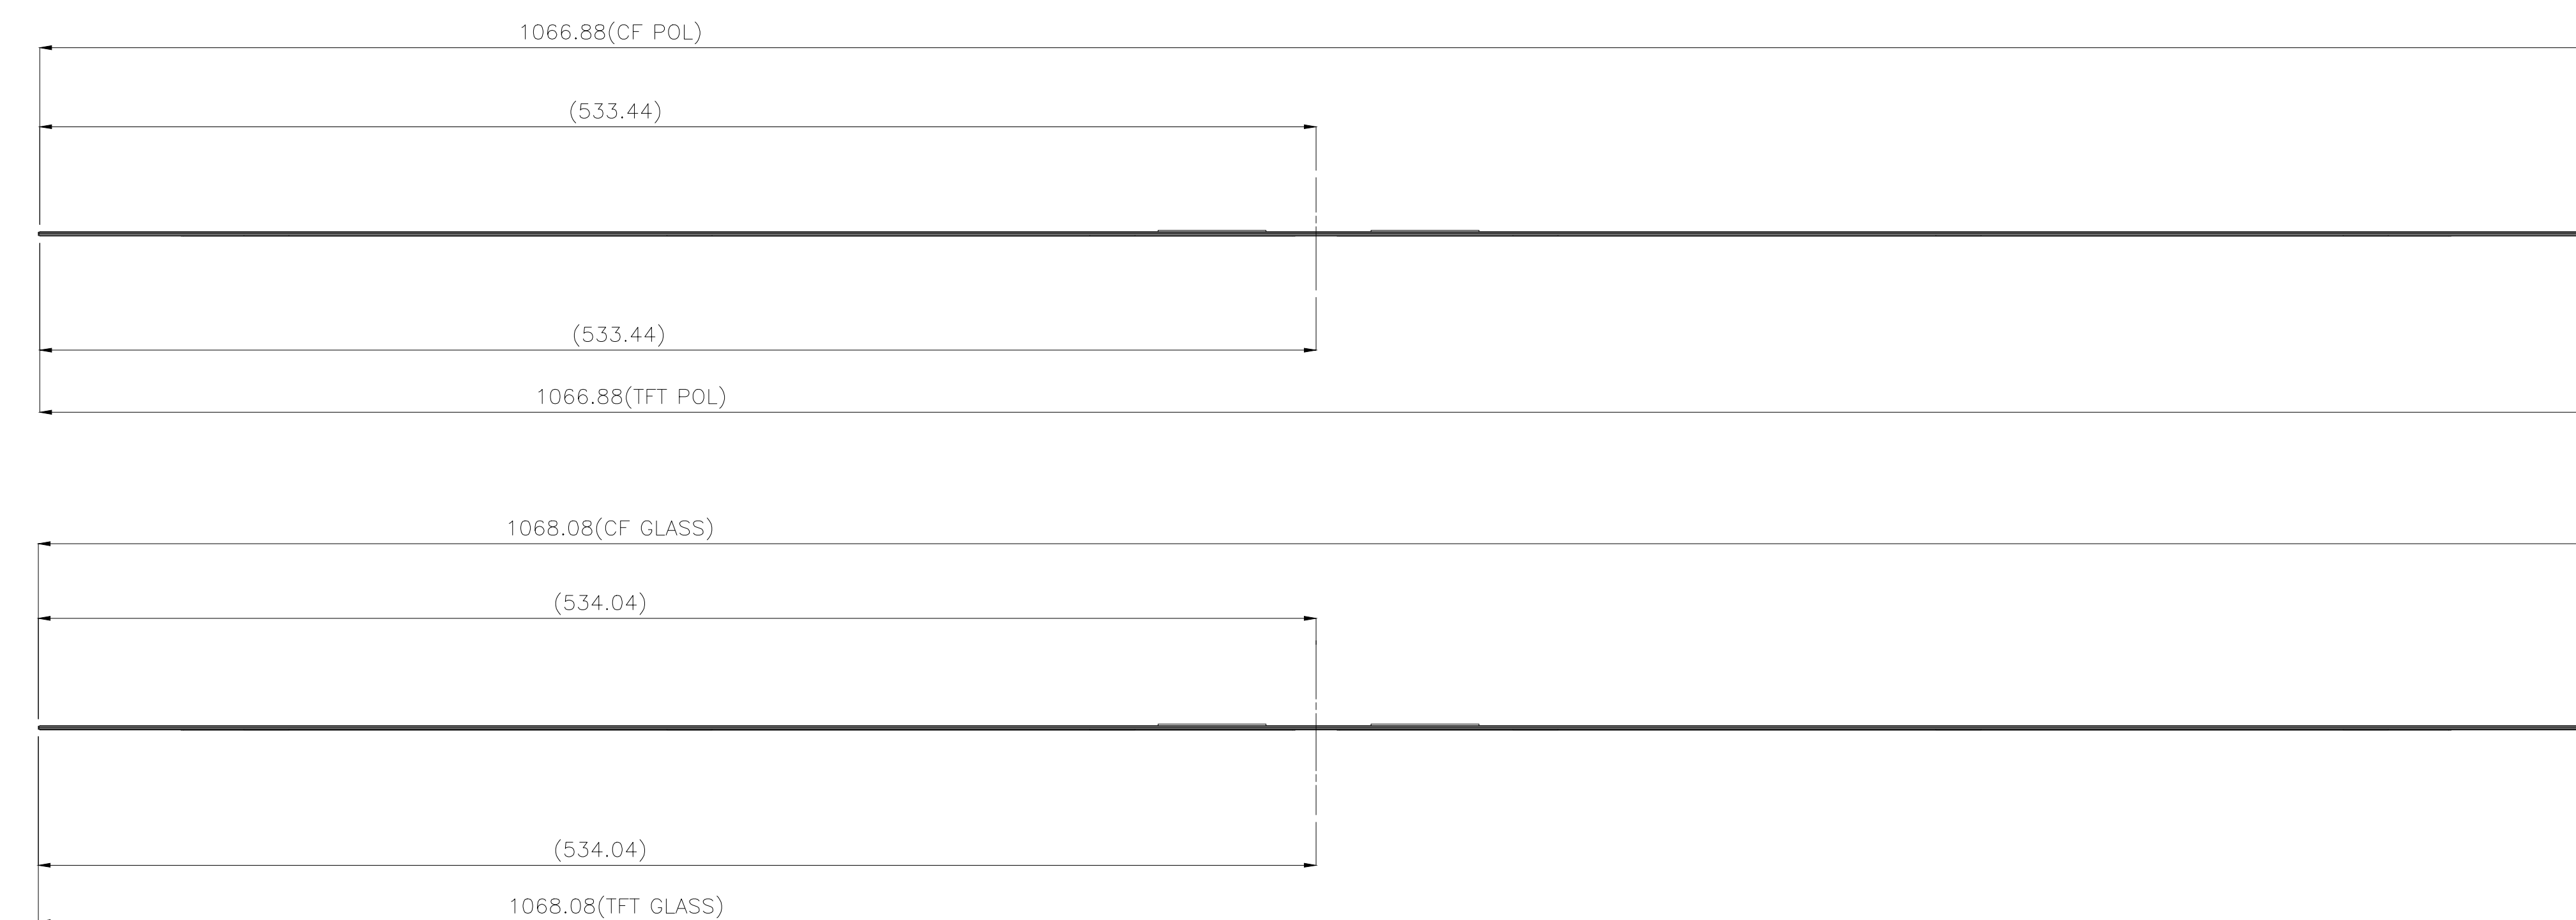 1066.88(CF POL)
(533.44)
(533.44)
1066.88(TFT POL)
1068.08(CF GLASS)
(534.04)
(534.04)
1068.08(TFT GLASS)